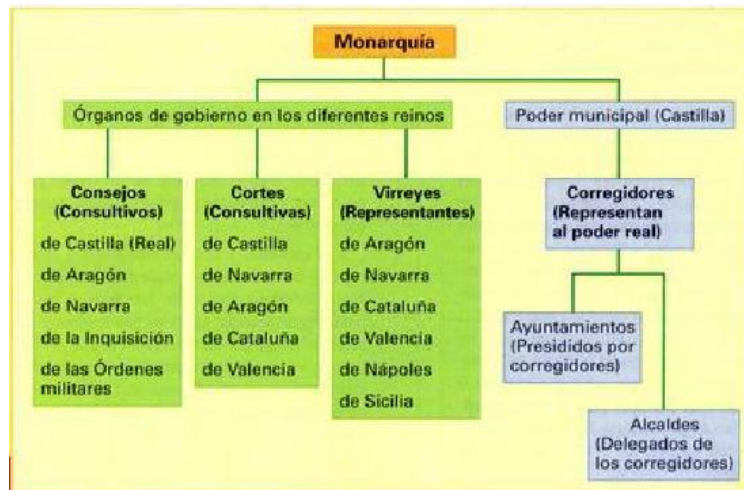 Monarquía
Órganos de gobierno en los diferentes reinos
Poder municipal (Castilla)
Consejos
(Consultivos)
de Castilla (Real)
de Aragón
de Navarra
de la Inquisición
de las Órdenes
militares
Cortes
(Consultivas)
de Castilla
de Navarra
de Aragón
de Cataluña
de Valencia
Virreyes
(Representantes)
de Aragón
de Navarra
de Cataluña
de Valencia
de Nápoles
de Sicilia
Corregidores
(Representan
al poder real)
Ayuntamientos
(Presididos por
corregidores)
Alcaldes
(Delegados de
los corregidores)